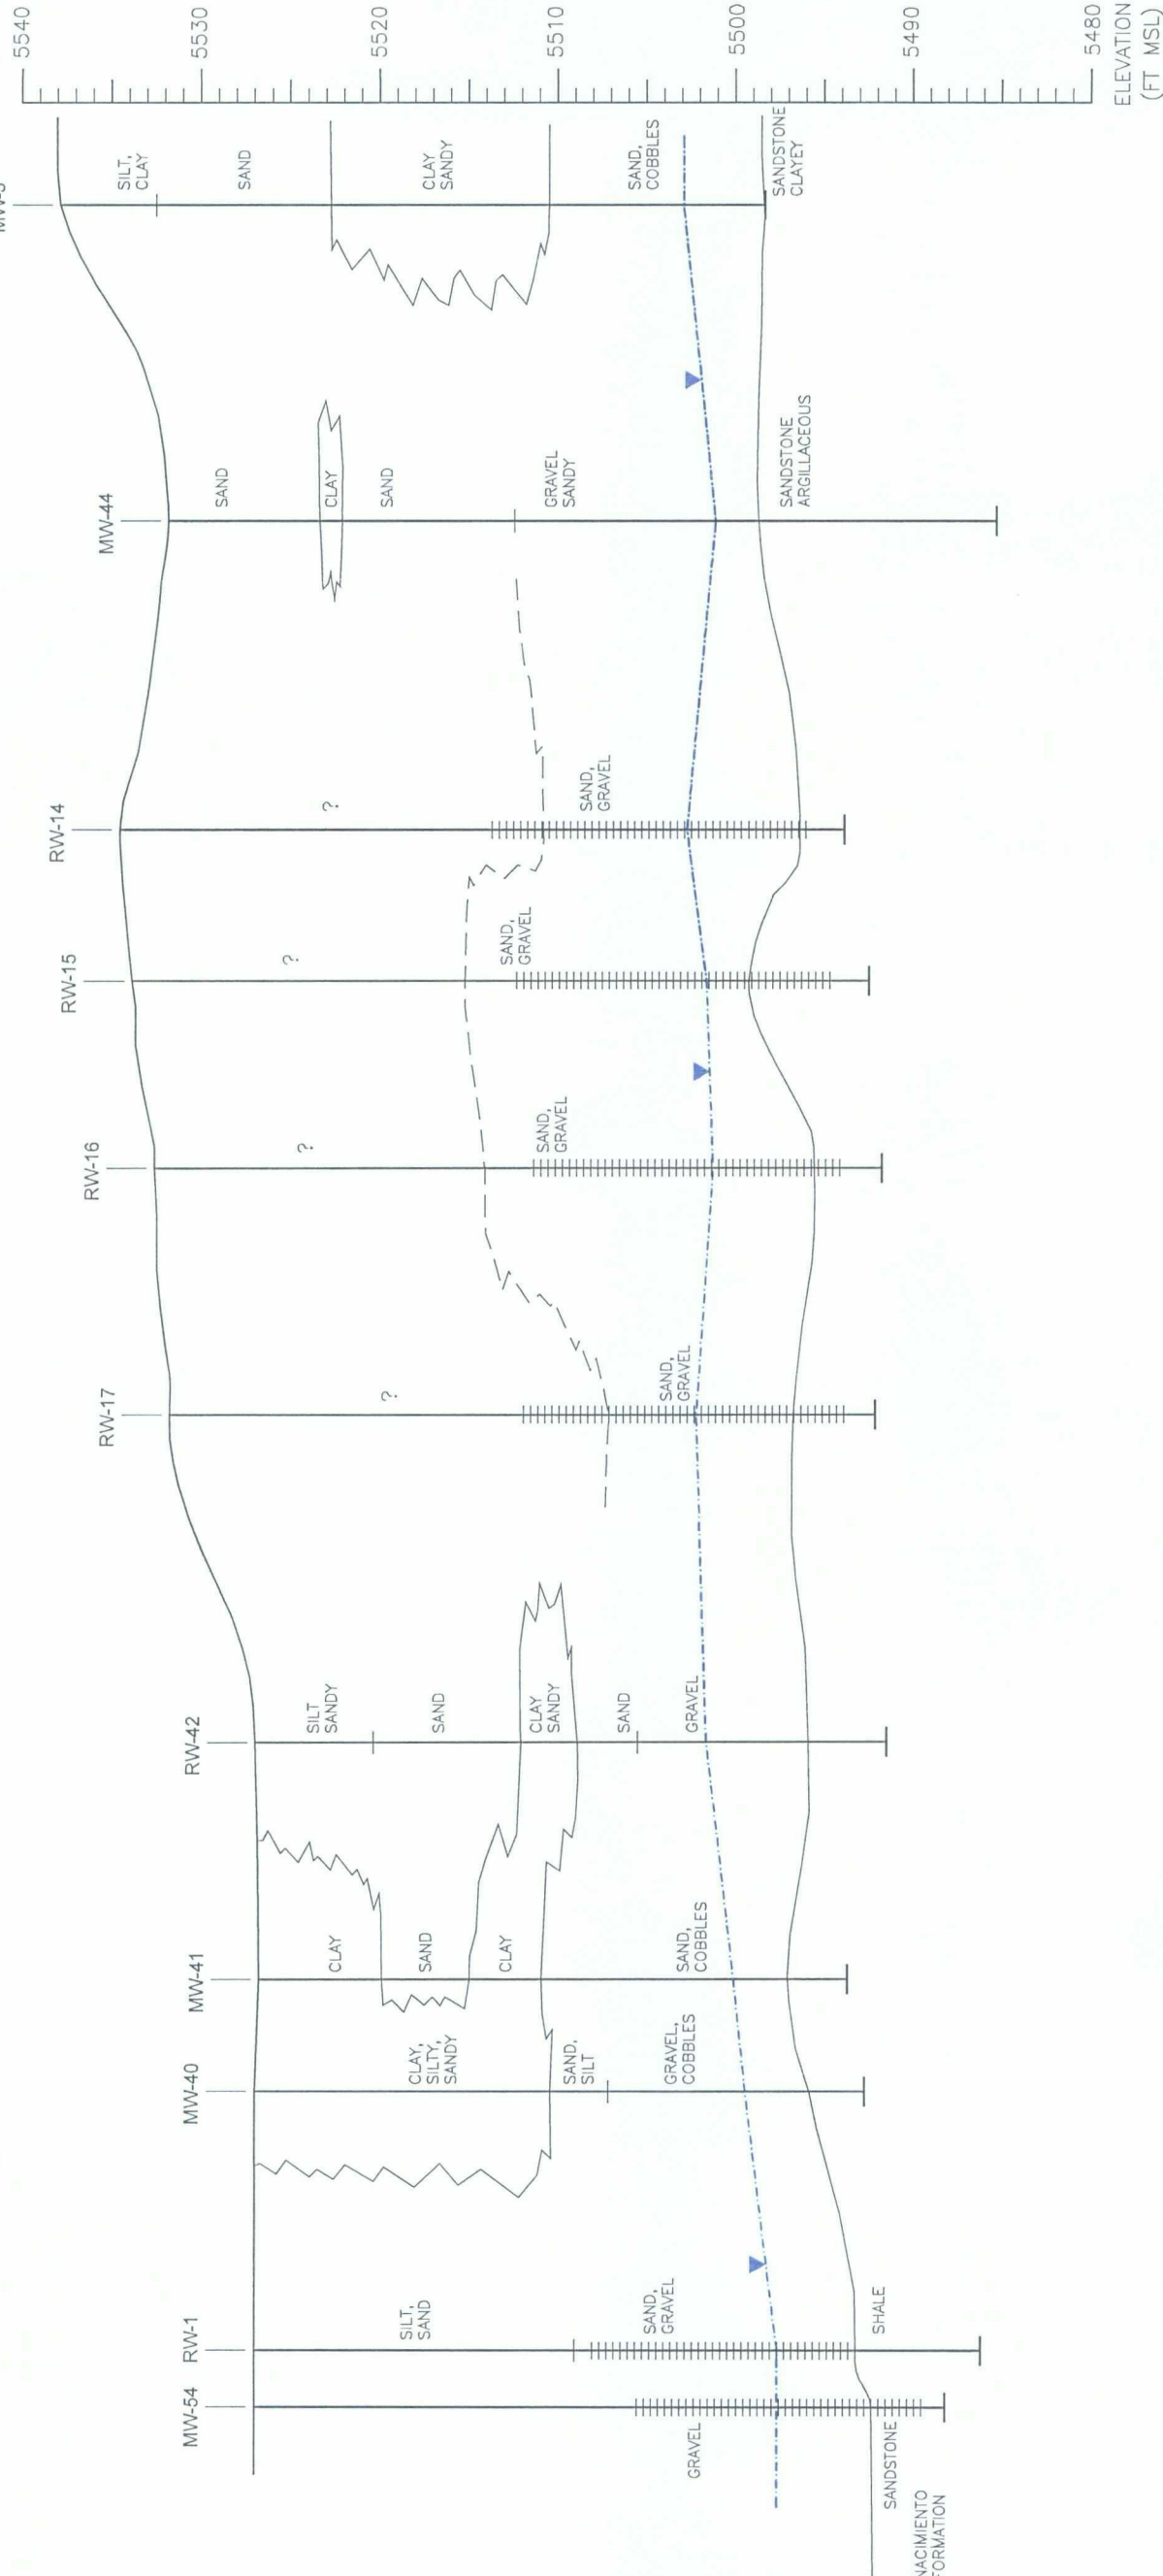 5540
5530
5520
5510
5500
5490
5480
ELEVATION
(FT MSL)
SILT,
CLAY
SAND
CLAY
SANDY
SAND,
COBBLES
SANDSTONE
CLAYEY
MW-44
SAND
CLAY
SAND
GRAVEL
SANDY
SANDSTONE
ARGILLACEOUS
RW-14
?
SAND,
GRAVEL
RW-15
?
SAND,
GRAVEL
RW-16
?
SAND,
GRAVEL
RW-17
?
SAND,
GRAVEL
RW-42
SILT
SANDY
SAND
CLAY
SANDY
SAND
GRAVEL
MW-41
CLAY
SAND
CLAY
SAND,
COBBLES
MW-40
CLAY,
SILTY,
SANDY
SAND,
SILT
GRAVEL,
COBBLES
RW-1
SILT,
SAND
SAND,
GRAVEL
SHALE
MW-54
GRAVEL
SANDSTONE
NACIMIENTO
FORMATION